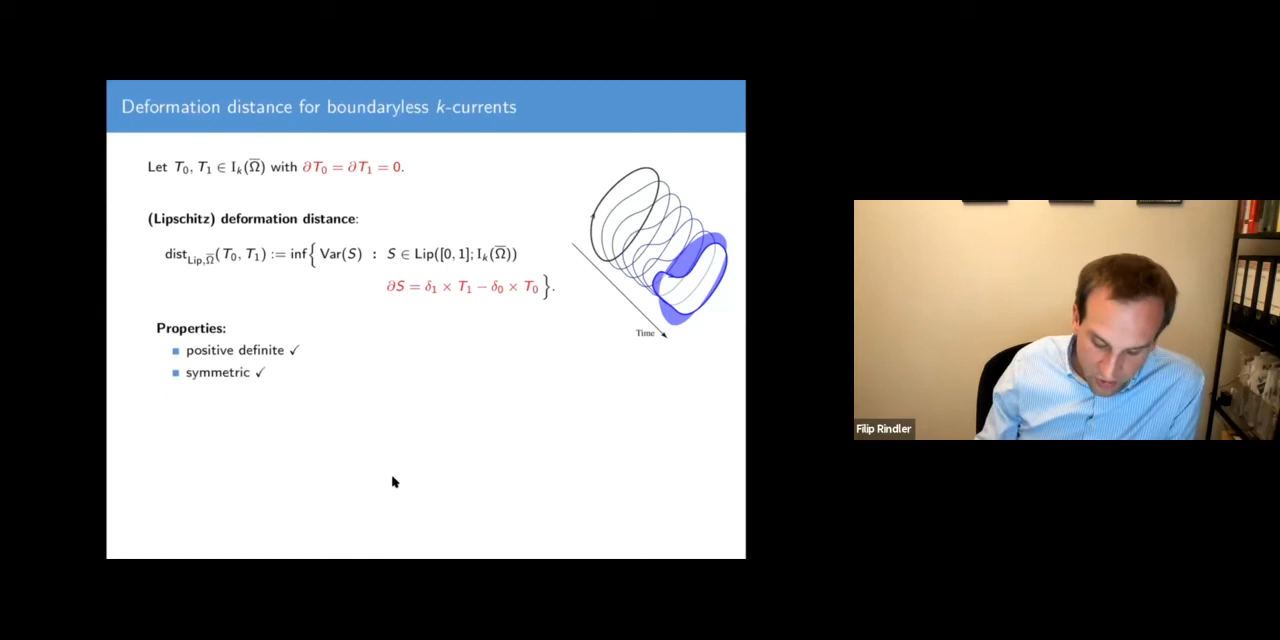 Deformation distance for boundaryless k-currents
Let T₀, T₁ ∈ I_k(Ω̅) with ∂T₀ = ∂T₁ = 0.
(Lipschitz) deformation distance:
dist_{Lip,Ω̅}(T₀, T₁) := inf{ Var(S) : S ∈ Lip([0, 1]; I_k(Ω̅))
∂S = δ₁ × T₁ − δ₀ × T₀ }.
Time
Properties:
■ positive definite ✓
■ symmetric ✓
Filip Rindler